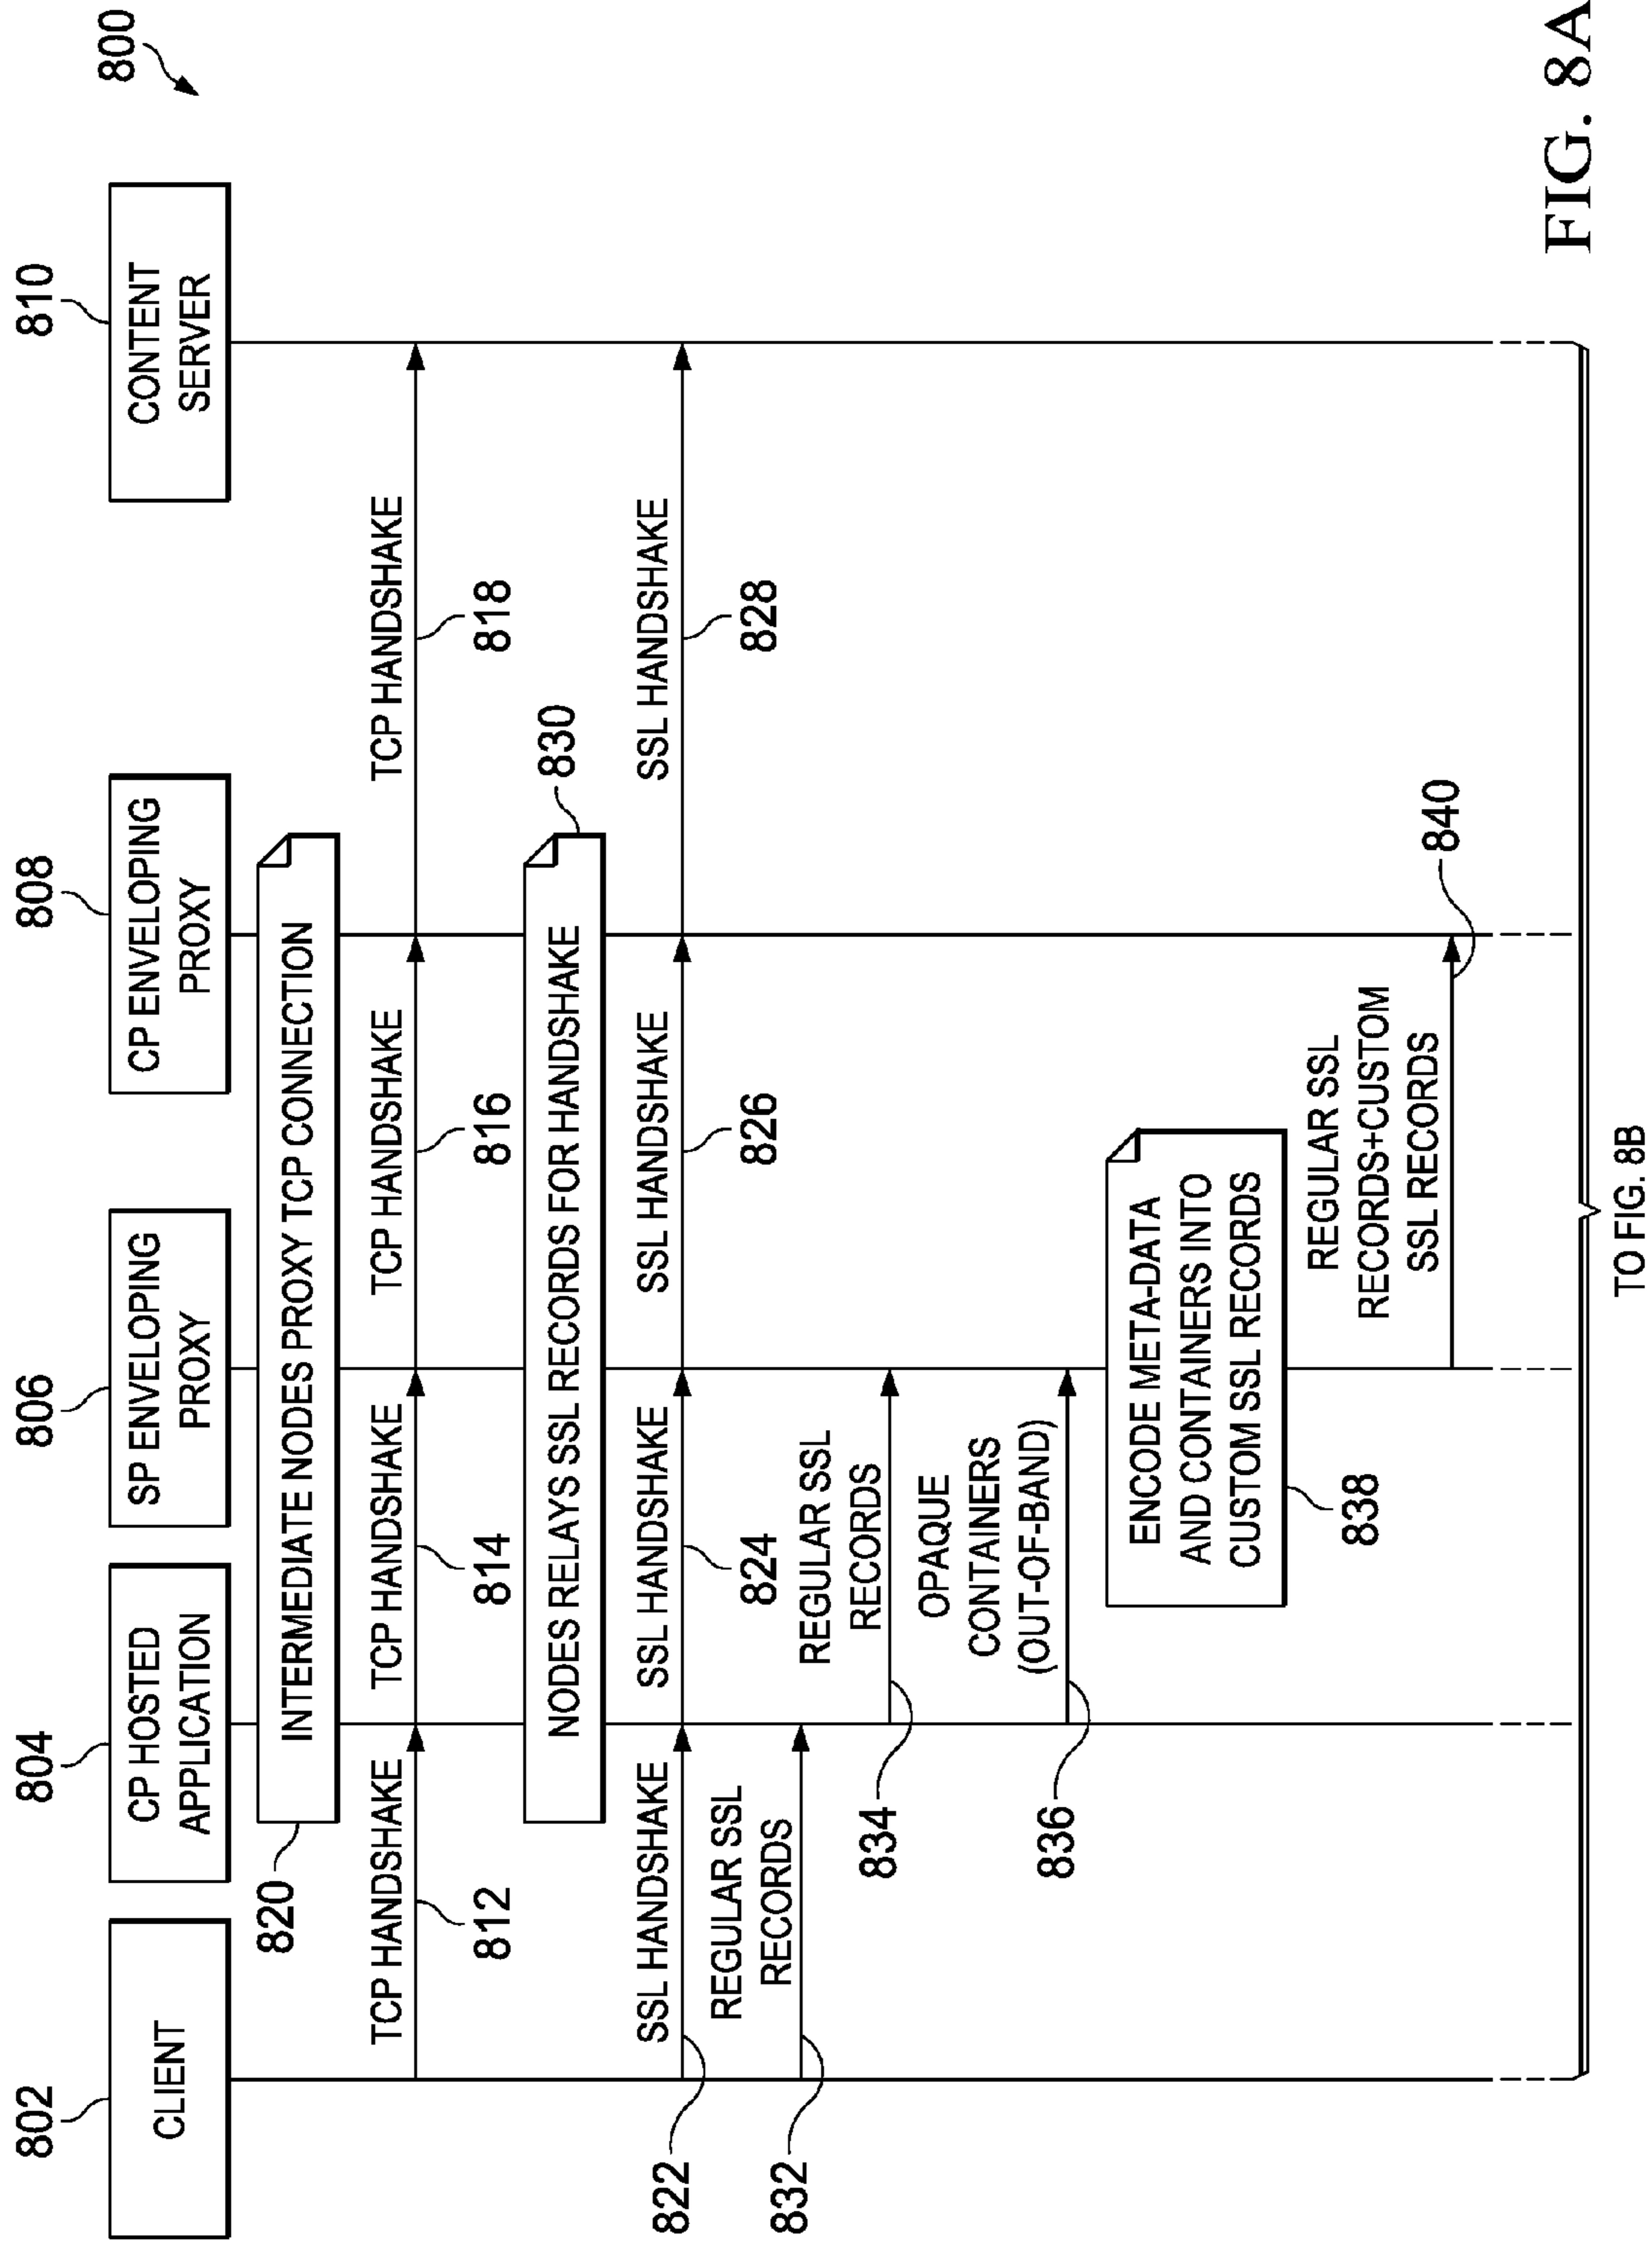 800
802
804
806
808
810
CLIENT
CP HOSTED
APPLICATION
SP ENVELOPING
PROXY
CP ENVELOPING
PROXY
CONTENT
SERVER
820
INTERMEDIATE NODES PROXY TCP CONNECTION
TCP HANDSHAKE
812
TCP HANDSHAKE
814
TCP HANDSHAKE
816
TCP HANDSHAKE
818
NODES RELAYS SSL RECORDS FOR HANDSHAKE
830
SSL HANDSHAKE
822
SSL HANDSHAKE
824
SSL HANDSHAKE
826
SSL HANDSHAKE
828
REGULAR SSL
RECORDS
832
REGULAR SSL
RECORDS
834
OPAQUE
CONTAINERS
(OUT-OF-BAND)
836
ENCODE META-DATA
AND CONTAINERS INTO
CUSTOM SSL RECORDS
838
REGULAR SSL
RECORDS+CUSTOM
SSL RECORDS
840
TO FIG. 8B
FIG. 8A